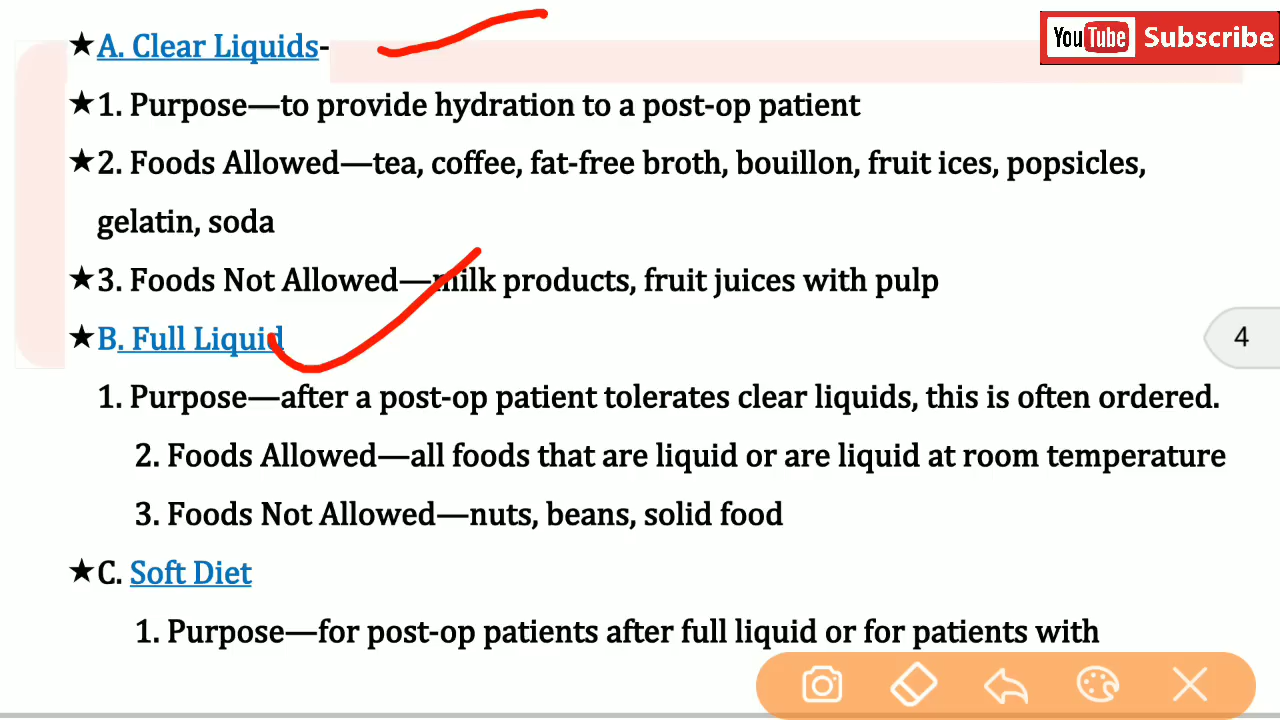 ★A. Clear Liquids-
YouTube Subscribe
★1. Purpose—to provide hydration to a post-op patient
★2. Foods Allowed—tea, coffee, fat-free broth, bouillon, fruit ices, popsicles,
gelatin, soda
★3. Foods Not Allowed—milk products, fruit juices with pulp
★B. Full Liquid
4
1. Purpose—after a post-op patient tolerates clear liquids, this is often ordered.
2. Foods Allowed—all foods that are liquid or are liquid at room temperature
3. Foods Not Allowed—nuts, beans, solid food
★C. Soft Diet
1. Purpose—for post-op patients after full liquid or for patients with